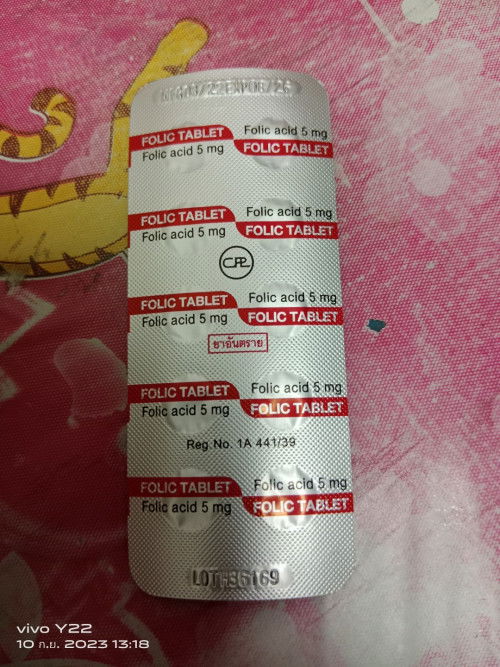 FOLIC TABLET Folic acid 5 mg
Folic acid 5 mg FOLIC TABLET
FOLIC TABLET Folic acid 5 mg
Folic acid 5 mg FOLIC TABLET
CPL
FOLIC TABLET Folic acid 5 mg
Folic acid 5 mg FOLIC TABLET
ยาอันตราย
FOLIC TABLET Folic acid 5 mg
Folic acid 5 mg FOLIC TABLET
Reg. No. 1A 441/39
FOLIC TABLET Folic acid 5 mg
Folic acid 5 mg FOLIC TABLET
vivo Y22
10 ก.ย. 2023 13:18